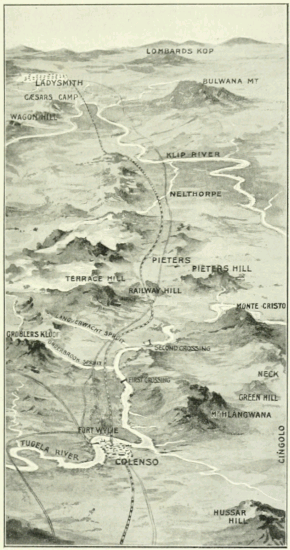 LOMBARDS KOP
LADYSMITH
BULWANA MT
CÆSARS CAMP
WAGON HILL
KLIP RIVER
NELTHORPE
PIETERS
PIETERS HILL
TERRACE HILL
RAILWAY HILL
MONTE CRISTO
GROBLERS KLOOF
SECOND CROSSING
FIRST CROSSING
NECK
GREEN HILL
HLANGWANA
FORT WYLIE
TUGELA RIVER
COLENSO
CINGOLO
HUSSAR
HILL